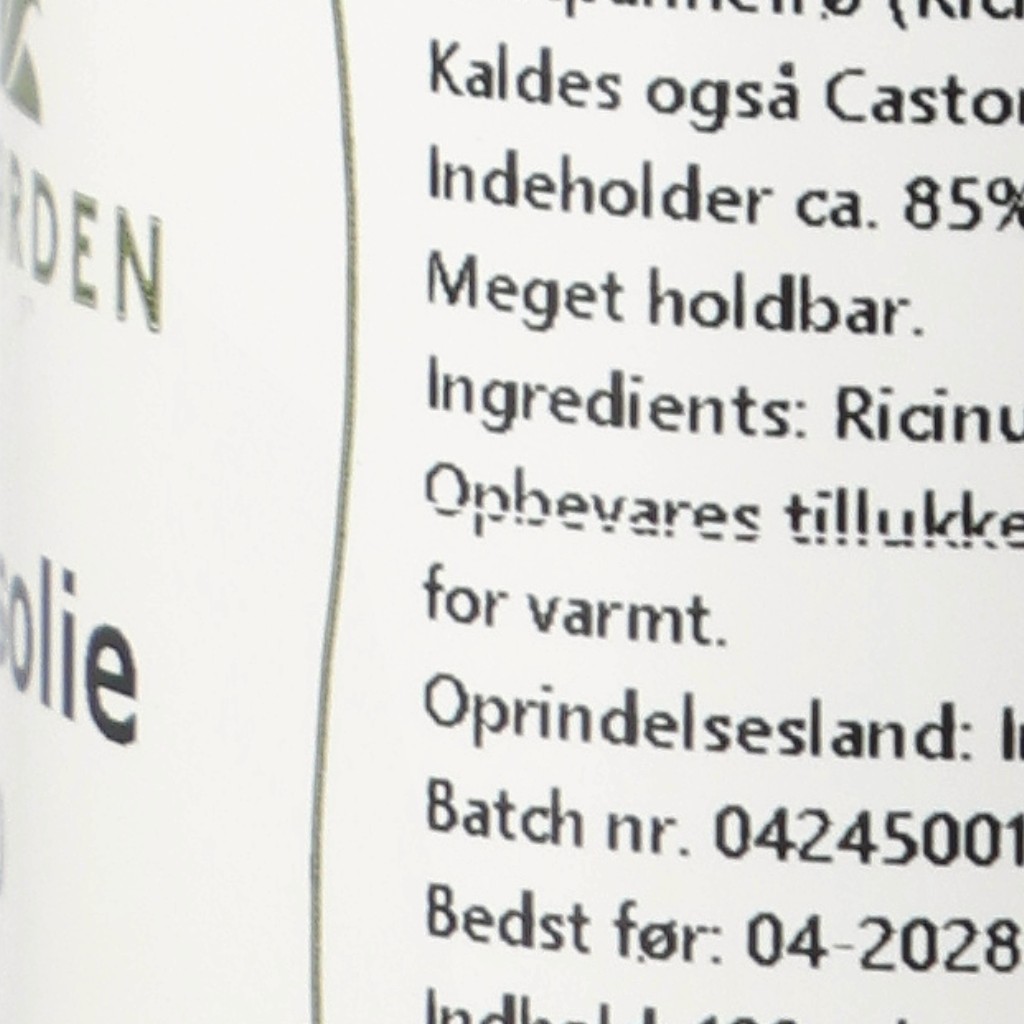 RDEN
olie
Kaldes også Castor
Indeholder ca. 85%
Meget holdbar.
Ingredients: Ricinu
Opbevares tillukke
for varmt.
Oprindelsesland: I
Batch nr. 04245001
Bedst før: 04-2028